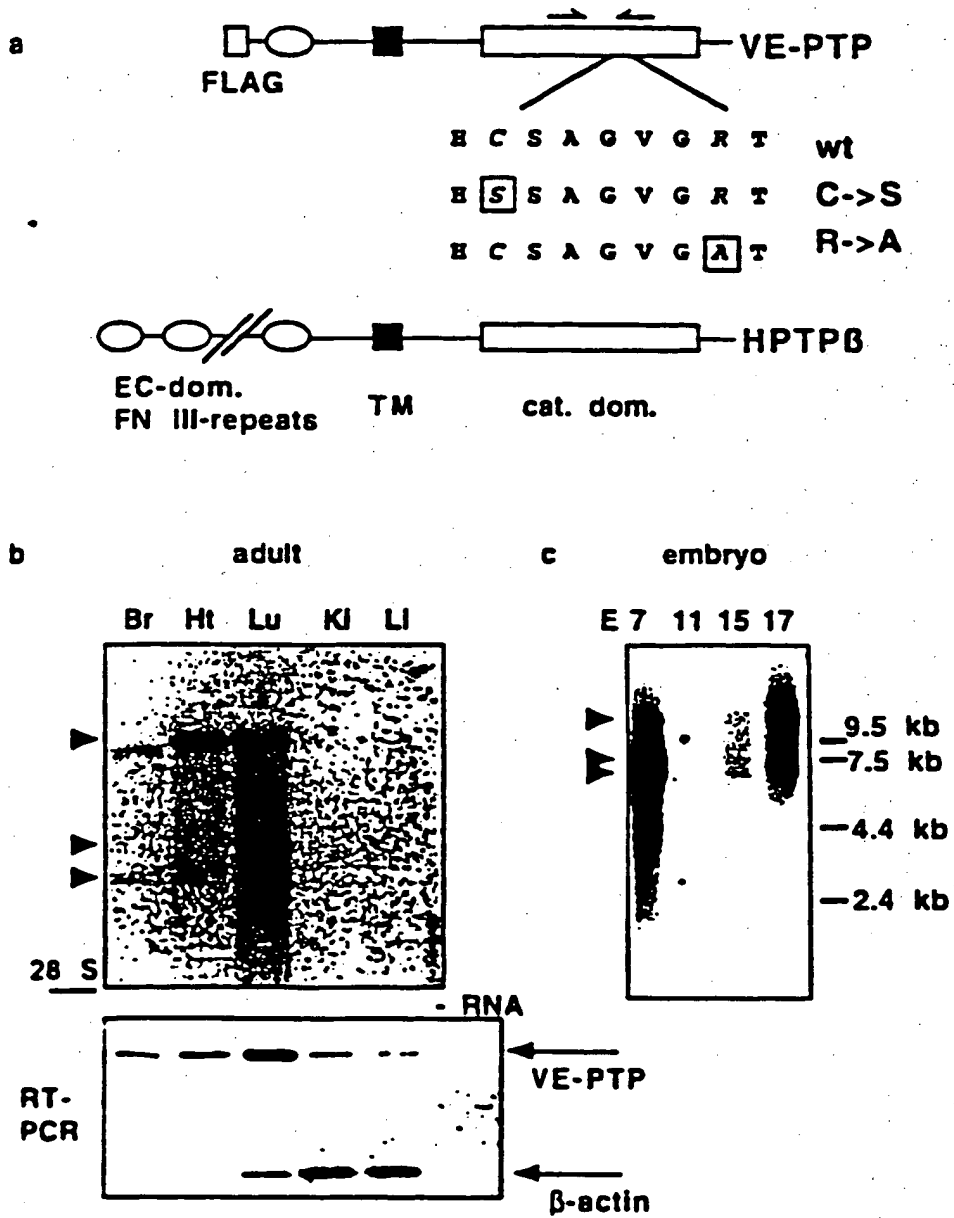 a
VE-PTP
FLAG
H C S A G V G R T wt
H S S A G V G R T C->S
H C S A G V G A T R->A
HPTPβ
EC-dom.
FN III-repeats
TM
cat. dom.
b adult
Br Ht Lu Ki Li
28 S
c embryo
E 7 11 15 17
9.5 kb
7.5 kb
4.4 kb
2.4 kb
- RNA
VE-PTP
RT-
PCR
β-actin